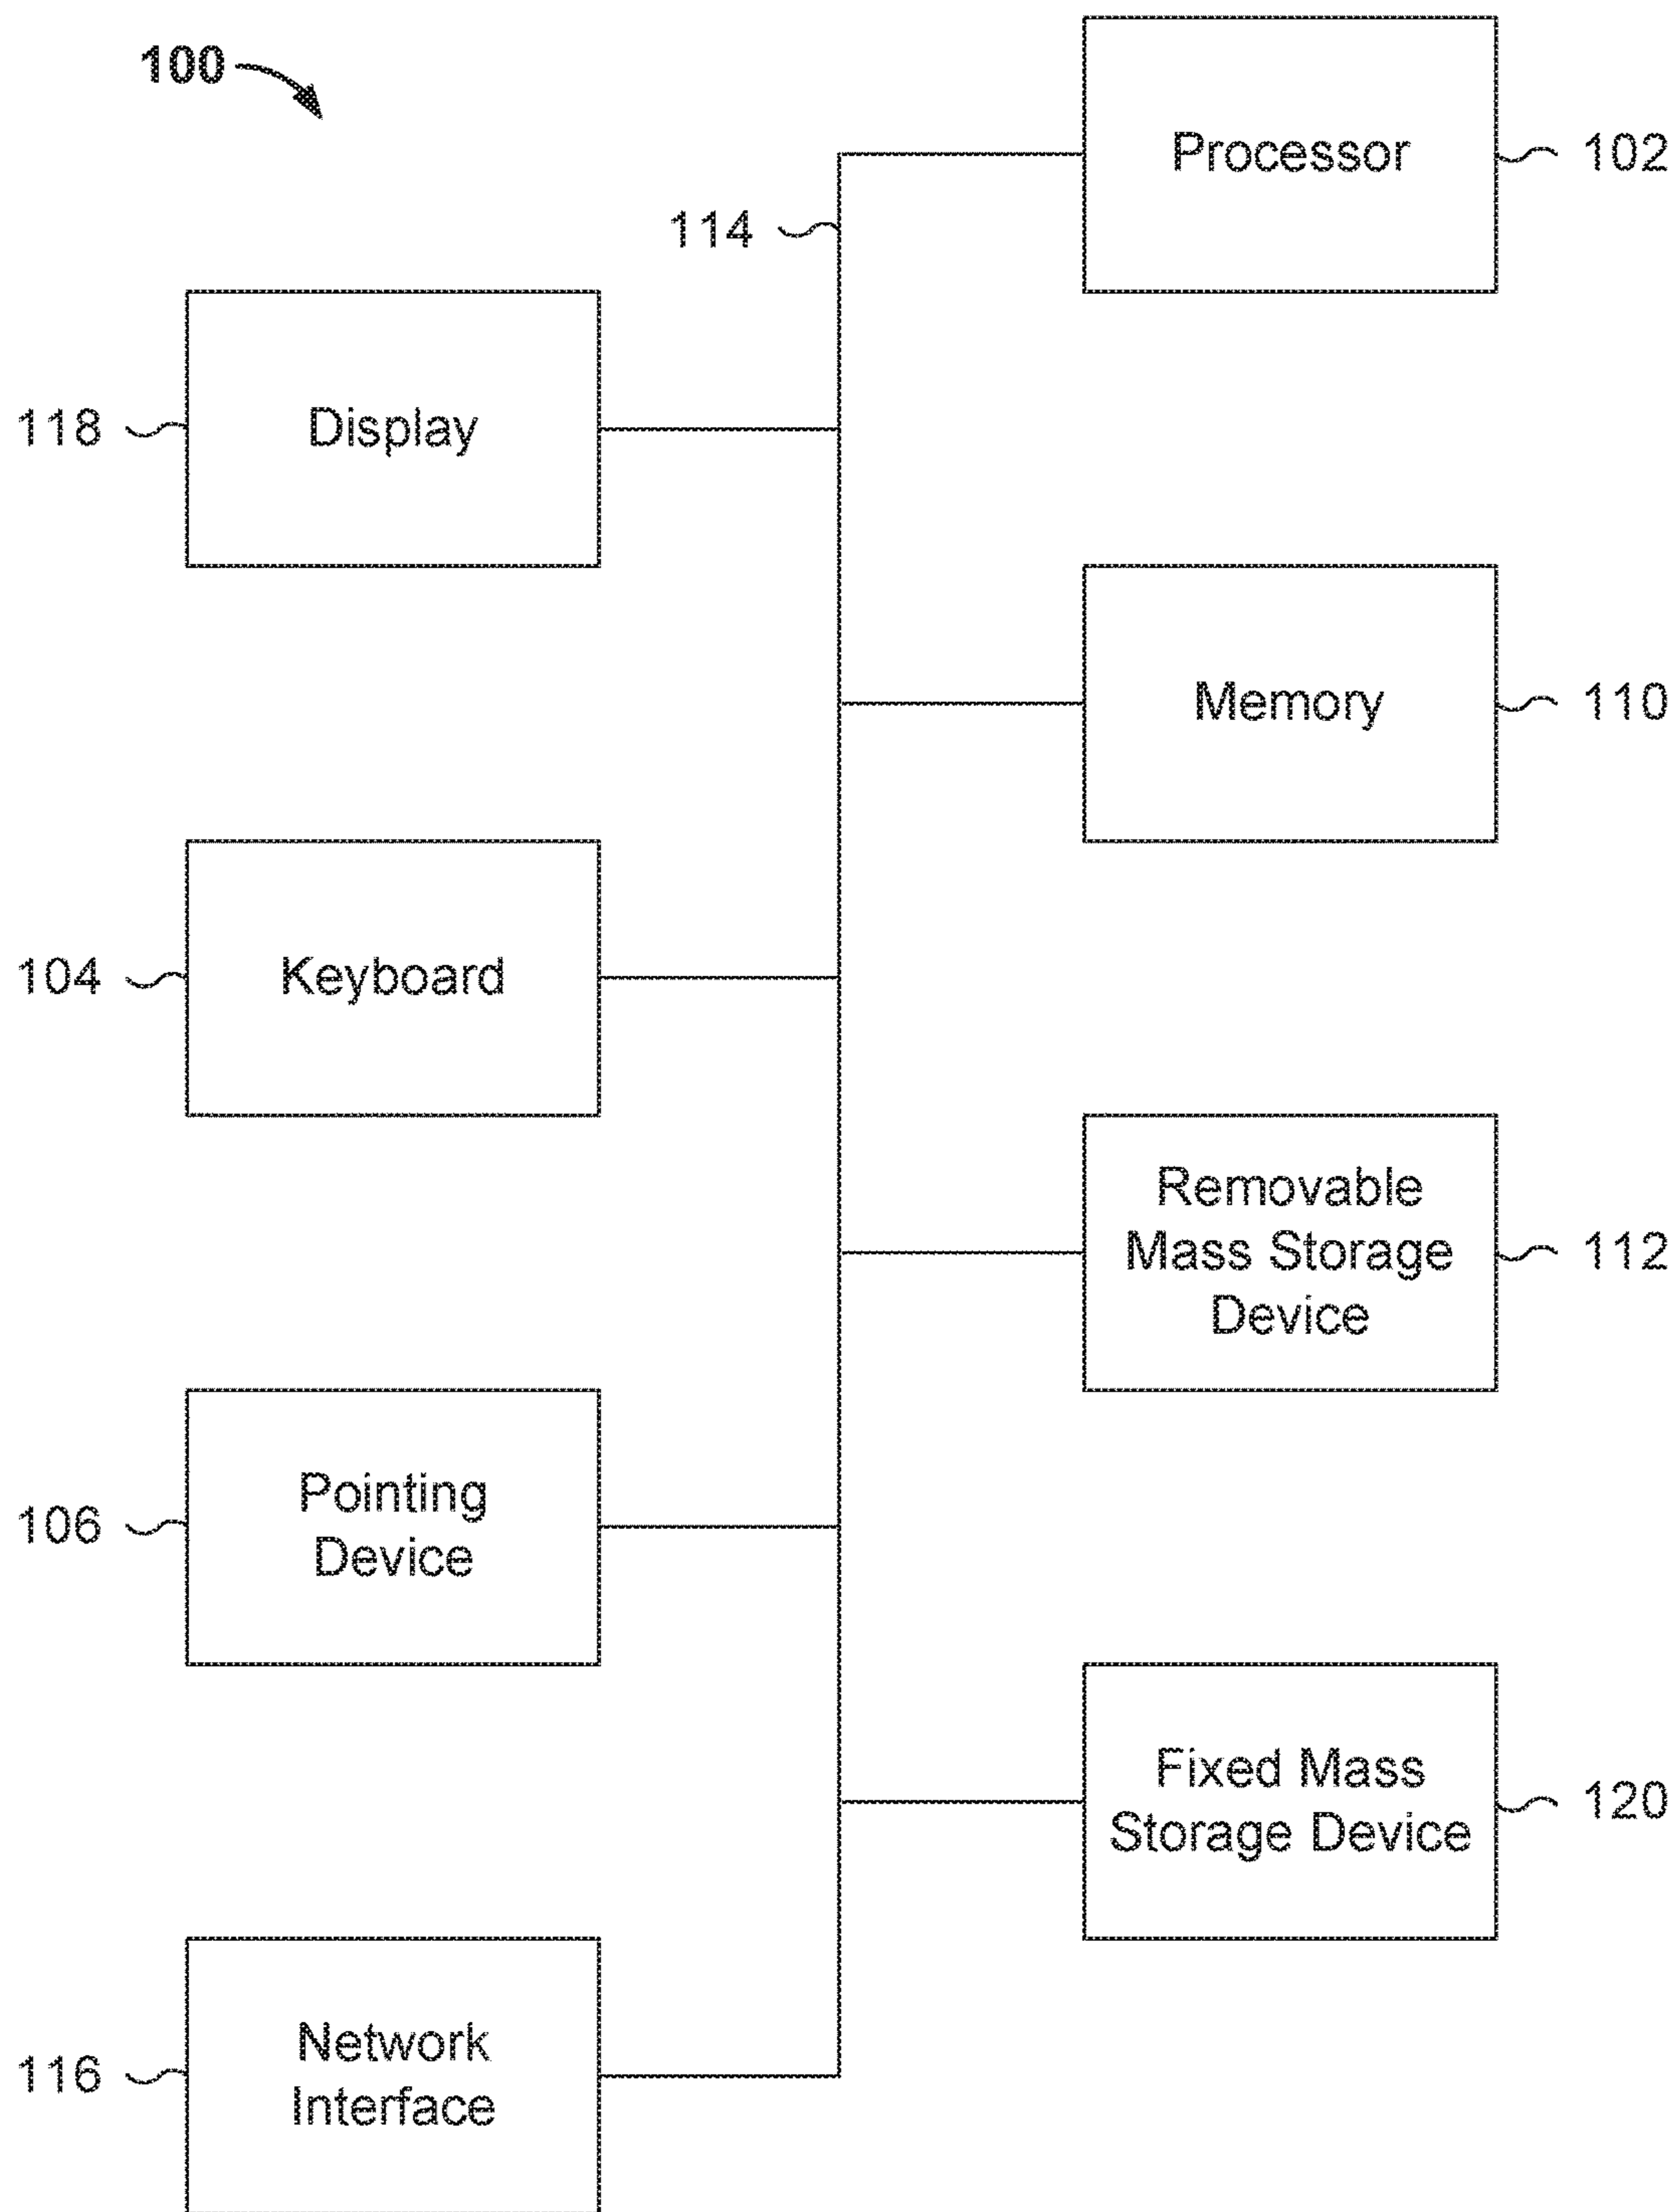 100
Processor
102
114
118
Display
Memory
110
104
Keyboard
Removable
Mass Storage
Device
112
106
Pointing
Device
Fixed Mass
Storage Device
120
116
Network
Interface